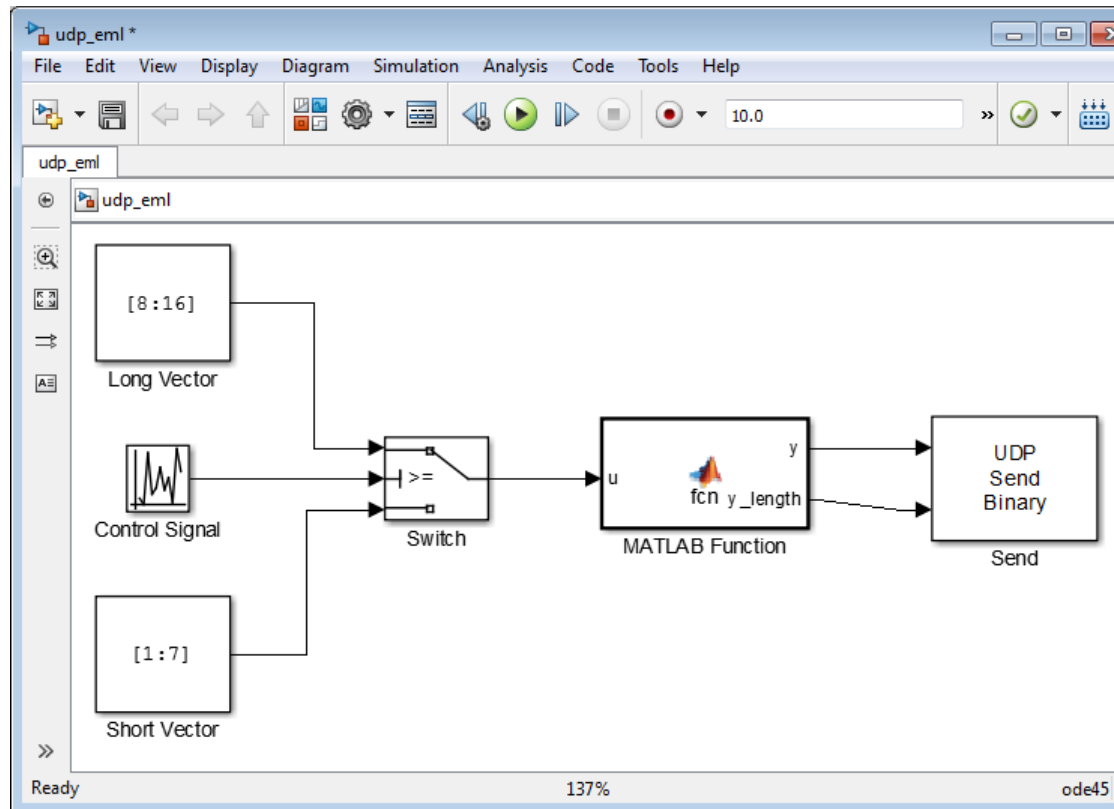 udp_eml *
File Edit View Display Diagram Simulation Analysis Code Tools Help
10.0
»
udp_eml
udp_eml
[8:16]
Long Vector
Control Signal
>=
Switch
u
fcn
y
y_length
MATLAB Function
UDP
Send
Binary
Send
[1:7]
Short Vector
»
Ready 137% ode45